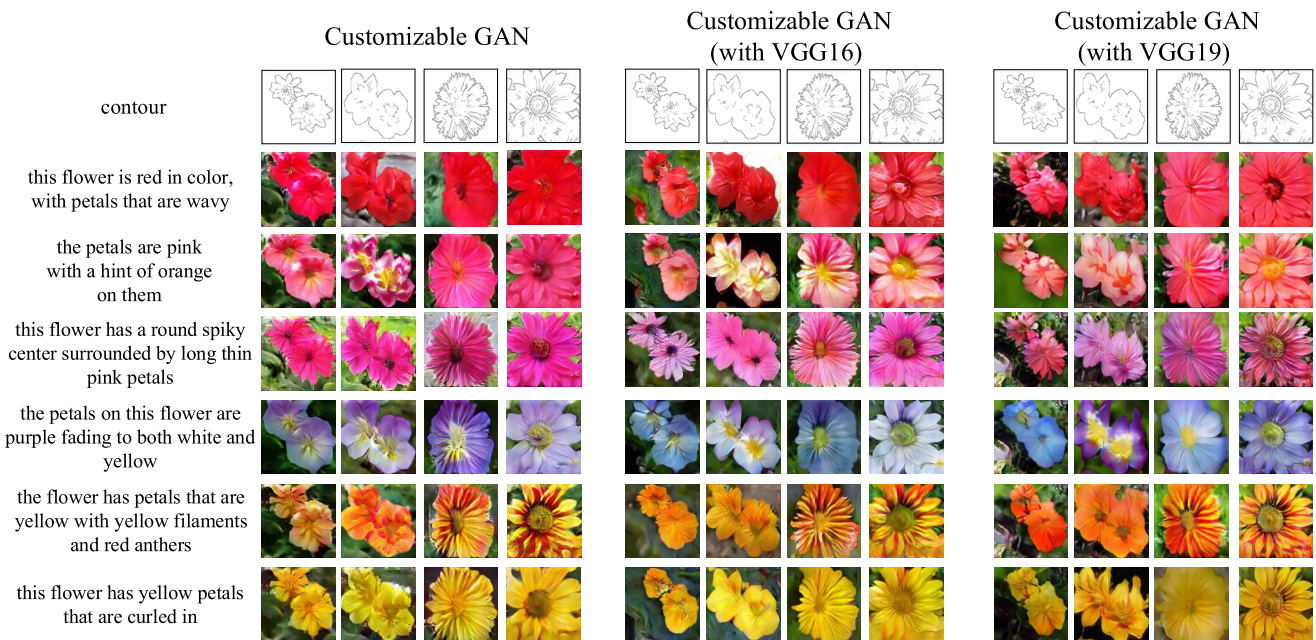 Customizable GAN
Customizable GAN
(with VGG16)
Customizable GAN
(with VGG19)
contour
this flower is red in color,
with petals that are wavy
the petals are pink
with a hint of orange
on them
this flower has a round spiky
center surrounded by long thin
pink petals
the petals on this flower are
purple fading to both white and
yellow
the flower has petals that are
yellow with yellow filaments
and red anthers
this flower has yellow petals
that are curled in